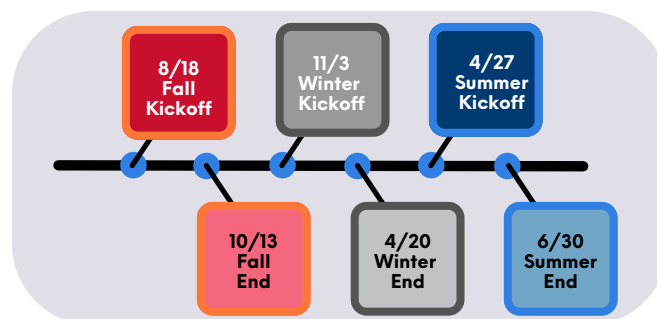 8/18
Fall
Kickoff
11/3
Winter
Kickoff
4/27
Summer
Kickoff
10/13
Fall
End
4/20
Winter
End
6/30
Summer
End